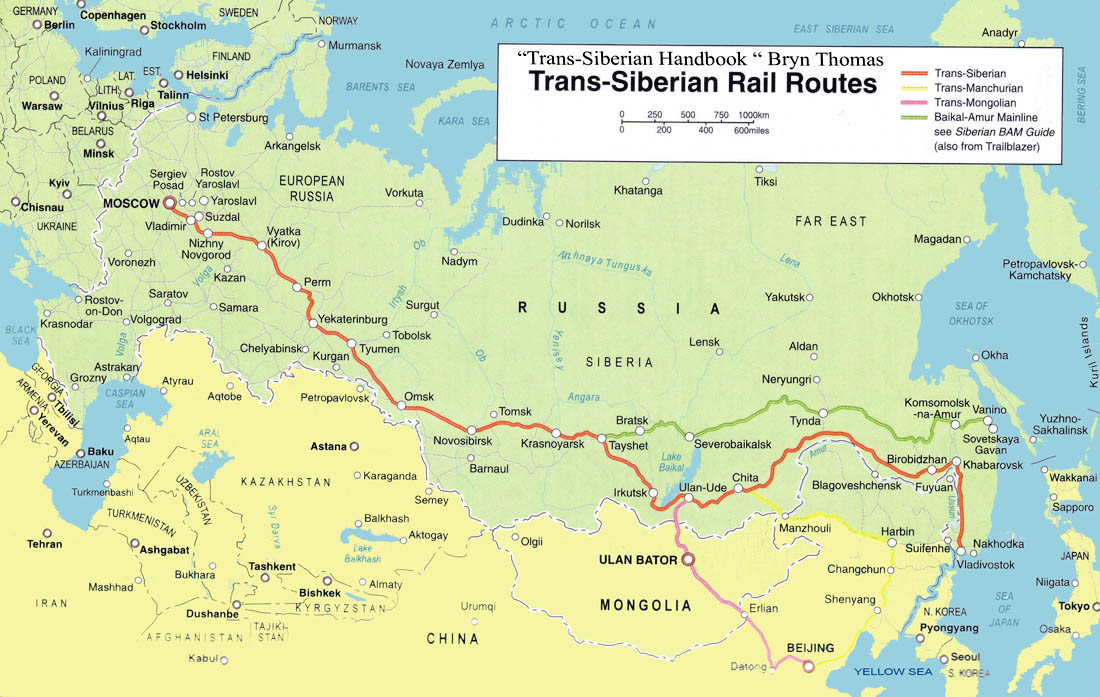 GERMANY
Copenhagen
Berlin
Stockholm
NORWAY
ARCTIC OCEAN
EAST SIBERIAN SEA
Anadyr
Kaliningrad
FINLAND
Murmansk
Novaya Zemlya
BARENTS SEA
KARA SEA
BERING SEA
“Trans-Siberian Handbook “ Bryn Thomas
Trans-Siberian Rail Routes
0 250 500 750 1000km
0 200 400 600miles
Trans-Siberian
Trans-Manchurian
Trans-Mongolian
Baikal-Amur Mainline
see Siberian BAM Guide
(also from Trailblazer)
POLAND
LAT.
EST.
Helsinki
LITH.
Talinn
Warsaw
Vilnius
Riga
St Petersburg
BELARUS
Minsk
Arkangelsk
Kyiv
Chisnau
UKRAINE
Sergiev
Posad
Rostov
Yaroslavl
Yaroslavl
MOSCOW
Suzdal
Vladimir
Nizhny
Novgorod
Vyatka
(Kirov)
EUROPEAN
RUSSIA
Vorkuta
Khatanga
Tiksi
Dudinka
Norilsk
FAR EAST
Magadan
Petropavlovsk-
Kamchatsky
Voronezh
Volga
Kazan
Perm
Ob
Nadym
Lena
Rostov-
on-Don
Saratov
Samara
Irtysh
Surgut
RUSSIA
Yakutsk
Okhotsk
SEA OF
OKHOTSK
Kuril Islands
BLACK
SEA
Krasnodar
Volgograd
Volga
Yekaterinburg
Tobolsk
Chelyabinsk
Kurgan
Tyumen
Ob
Yenisey
SIBERIA
Lensk
Aldan
Okha
Astrakan
Grozny
GEORGIA
ARMENIA
Tbilisi
Yerevan
CASPIAN
SEA
Atyrau
Aqtobe
Petropavlovsk
Omsk
Tomsk
Angara
Neryungri
Komsomolsk
-na-Amur
Vanino
Yuzhno-
Sakhalinsk
Bratsk
Tynda
Sovetskaya
Gavan
Baku
AZERBAIJAN
Aqtau
ARAL
SEA
Astana
Novosibirsk
Krasnoyarsk
Tayshet
Severobaikalsk
Birobidzhan
Khabarovsk
Barnaul
Lake
Baikal
Amur
Turkmenbashi
UZBEKISTAN
KAZAKHSTAN
Karaganda
Semey
Irkutsk
Ulan-Ude
Chita
Blagoveshchensk
Fuyuan
Ussuri
Wakkanai
Sapporo
TURKMENISTAN
Syr Darya
Balkhash
Lake
Balkhash
Aktogay
Olgii
Manzhouli
Harbin
Suifenhe
Nakhodka
Vladivostok
JAPAN
Tehran
Ashgabat
Tashkent
ULAN BATOR
Changchun
Niigata
Mashhad
Bukhara
Bishkek
Almaty
IRAN
Dushanbe
KYRGYZSTAN
Urumqi
MONGOLIA
Erlian
Shenyang
N. KOREA
SEA
OF
JAPAN
Tokyo
AFGHANISTAN
TAJIK-
STAN
CHINA
BEIJING
Pyongyang
Osaka
Kabul
Datong
YELLOW SEA
Seoul
S. KOREA